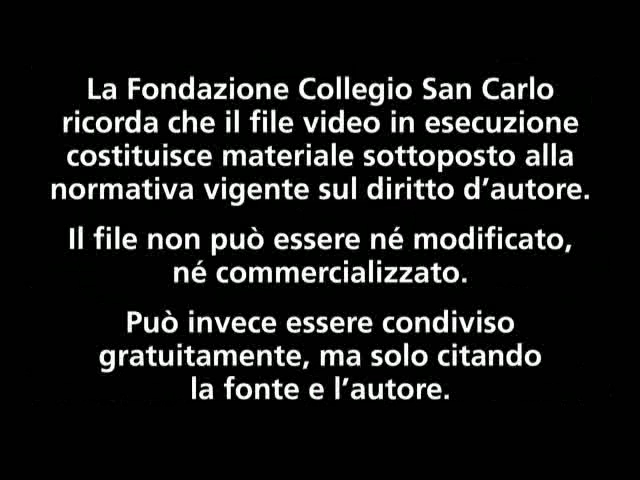 La Fondazione Collegio San Carlo
ricorda che il file video in esecuzione
costituisce materiale sottoposto alla
normativa vigente sul diritto d’autore.
Il file non può essere né modificato,
né commercializzato.
Può invece essere condiviso
gratuitamente, ma solo citando
la fonte e l’autore.